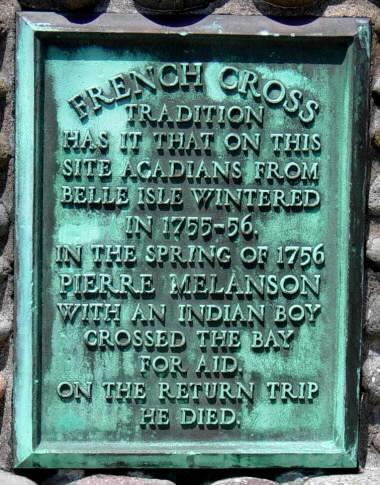 FRENCH CROSS
TRADITION
HAS IT THAT ON THIS
SITE ACADIANS FROM
BELLE ISLE WINTERED
IN 1755-56.
IN THE SPRING OF 1756
PIERRE MELANSON
WITH AN INDIAN BOY
CROSSED THE BAY
FOR AID.
ON THE RETURN TRIP
HE DIED.